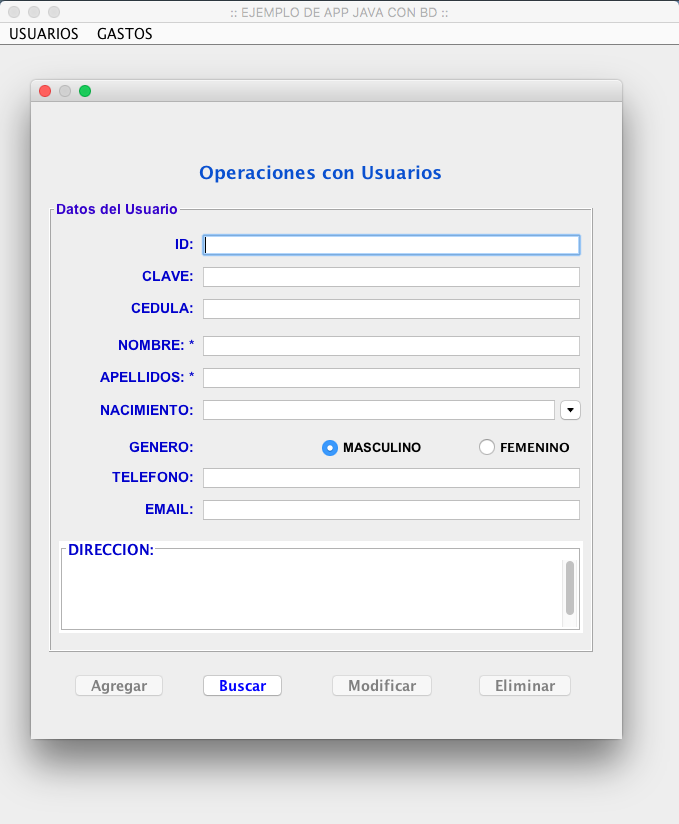 :: EJEMPLO DE APP JAVA CON BD ::
USUARIOS GASTOS
Operaciones con Usuarios
Datos del Usuario
ID:
CLAVE:
CEDULA:
NOMBRE: *
APELLIDOS: *
NACIMIENTO:
GENERO: MASCULINO FEMENINO
TELEFONO:
EMAIL:
DIRECCION:
Agregar Buscar Modificar Eliminar